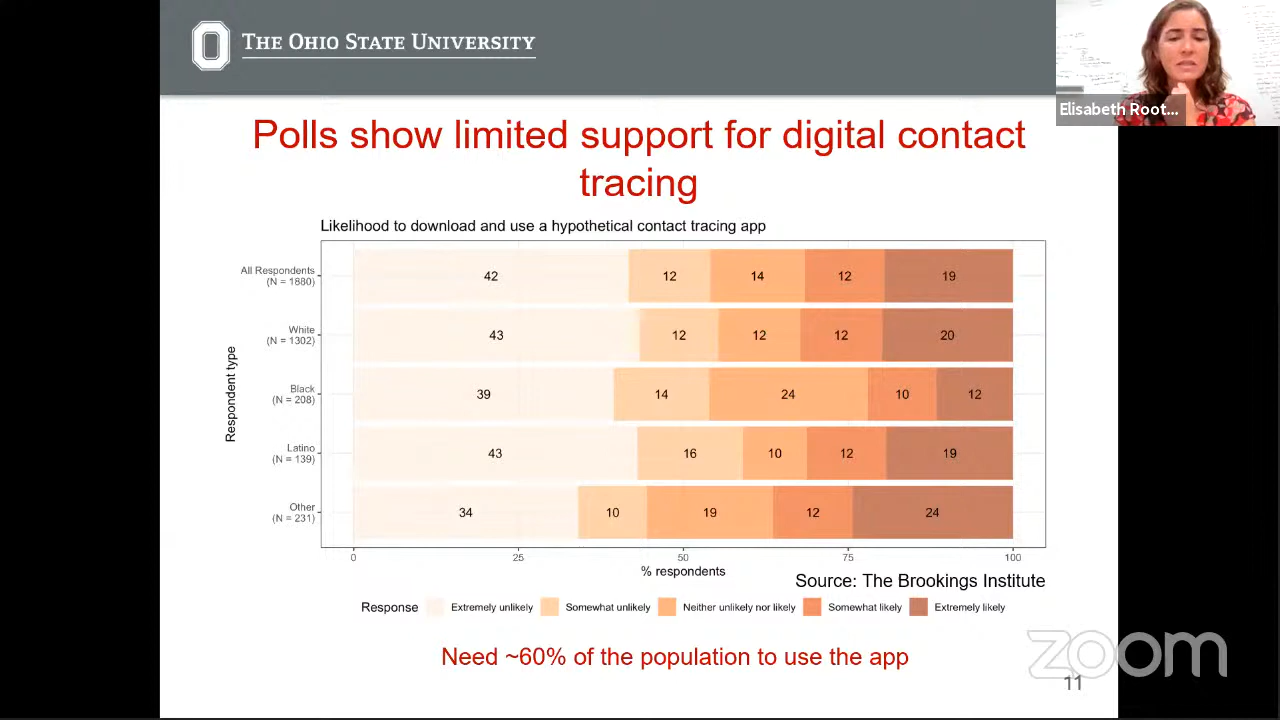 THE OHIO STATE UNIVERSITY
Elisabeth Root...
Polls show limited support for digital contact
tracing
Likelihood to download and use a hypothetical contact tracing app
Respondent type
All Respondents
(N = 1880)
42 12 14 12 19
White
(N = 1302)
43 12 12 12 20
Black
(N = 208)
39 14 24 10 12
Latino
(N = 139)
43 16 10 12 19
Other
(N = 231)
34 10 19 12 24
0 25 50 75 100
% respondents
Source: The Brookings Institute
Response Extremely unlikely Somewhat unlikely Neither unlikely nor likely Somewhat likely Extremely likely
Need ~60% of the population to use the app
zoom
11